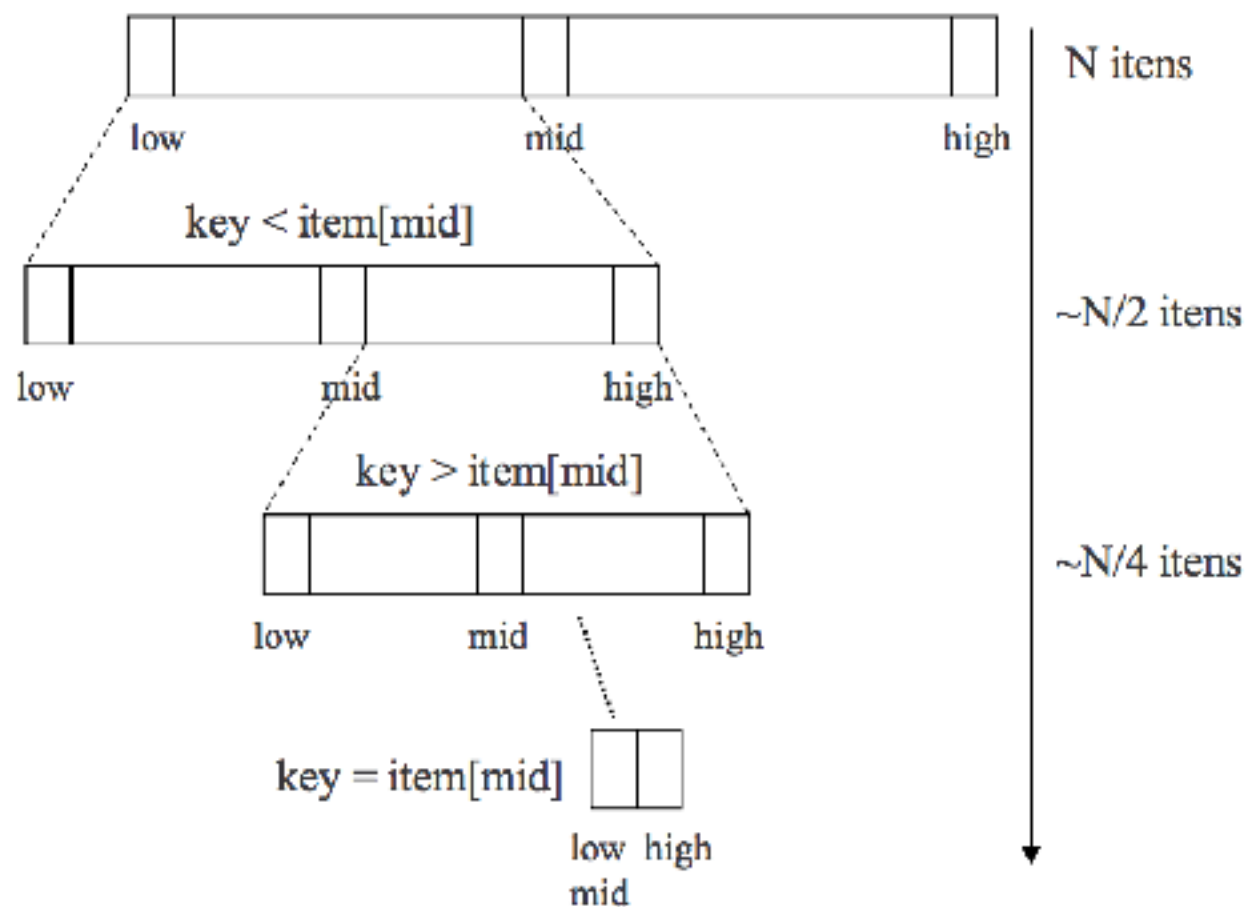 N itens
low mid high
key < item[mid]
~N/2 itens
low mid high
key > item[mid]
~N/4 itens
low mid high
key = item[mid]
low high
mid